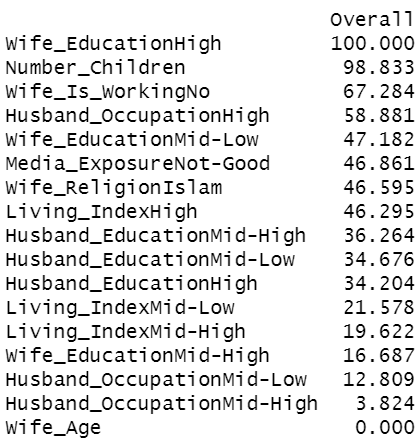 Overall
Wife_EducationHigh 100.000
Number_Children 98.833
Wife_Is_WorkingNo 67.284
Husband_OccupationHigh 58.881
Wife_EducationMid-Low 47.182
Media_ExposureNot-Good 46.861
Wife_ReligionIslam 46.595
Living_IndexHigh 46.295
Husband_EducationMid-High 36.264
Husband_EducationMid-Low 34.676
Husband_EducationHigh 34.204
Living_IndexMid-Low 21.578
Living_IndexMid-High 19.622
Wife_EducationMid-High 16.687
Husband_OccupationMid-Low 12.809
Husband_OccupationMid-High 3.824
Wife_Age 0.000